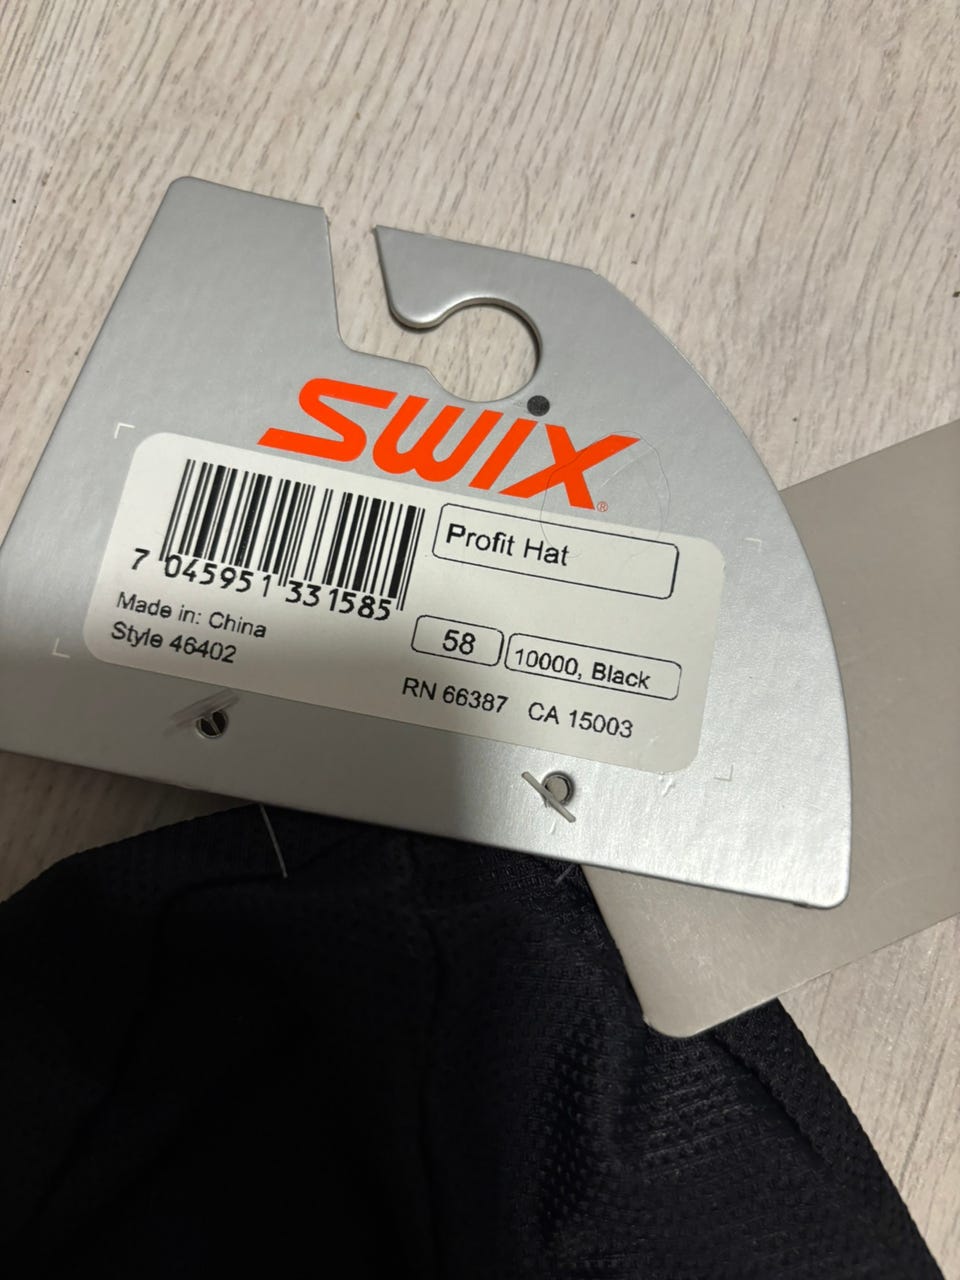 SWIX®
Profit Hat
7 045951 331585
Made in: China
Style 46402
58
10000, Black
RN 66387 CA 15003